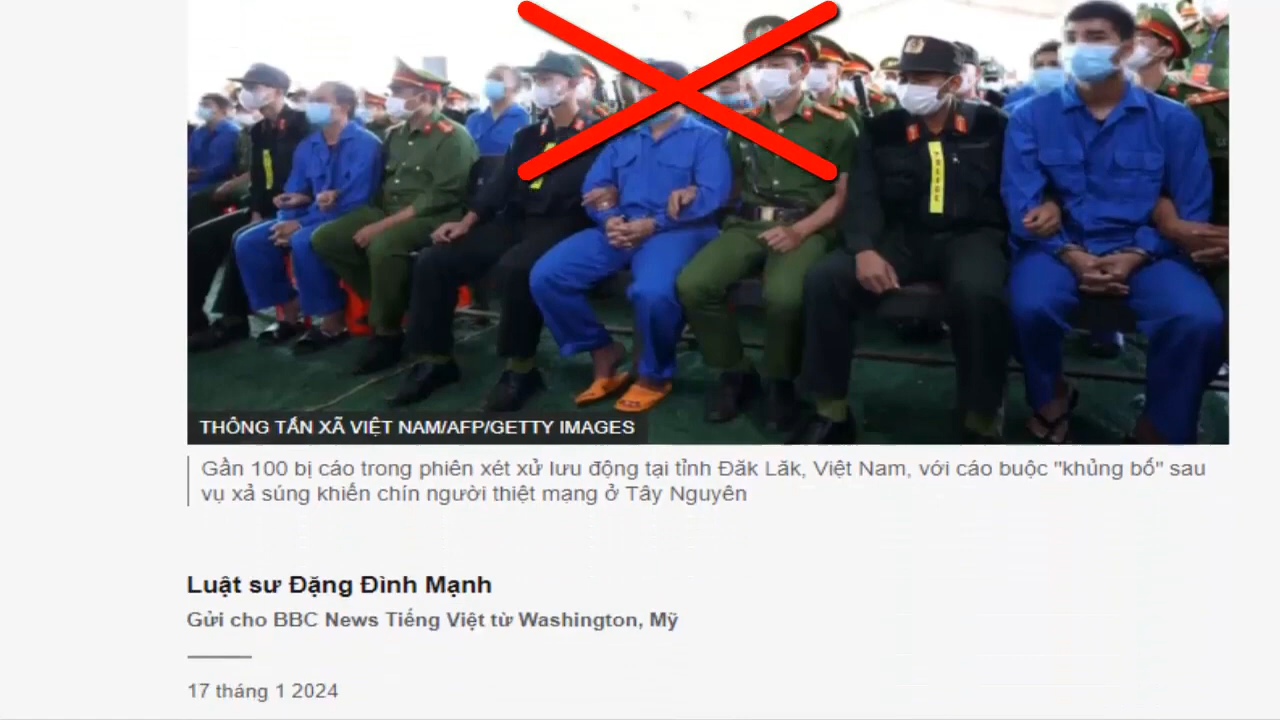 POLICE
THÔNG TẤN XÃ VIỆT NAM/AFP/GETTY IMAGES
Gần 100 bị cáo trong phiên xét xử lưu động tại tỉnh Đăk Lăk, Việt Nam, với cáo buộc "khủng bố" sau
vụ xả súng khiến chín người thiệt mạng ở Tây Nguyên
Luật sư Đặng Đình Mạnh
Gửi cho BBC News Tiếng Việt từ Washington, Mỹ
17 tháng 1 2024